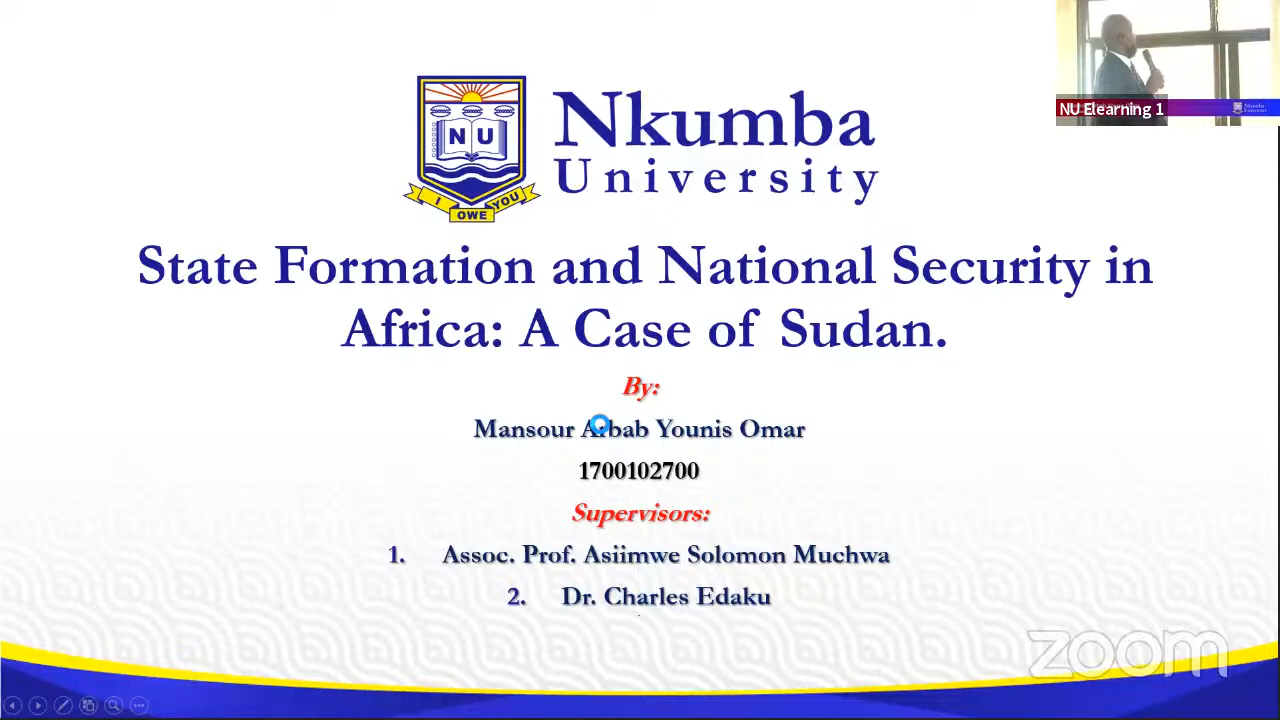 NU Elearning 1
Nkumba
University
N U
I OWE YOU
State Formation and National Security in
Africa: A Case of Sudan.
By:
Mansour Arbab Younis Omar
1700102700
Supervisors:
1. Assoc. Prof. Asiimwe Solomon Muchwa
2. Dr. Charles Edaku
zoom